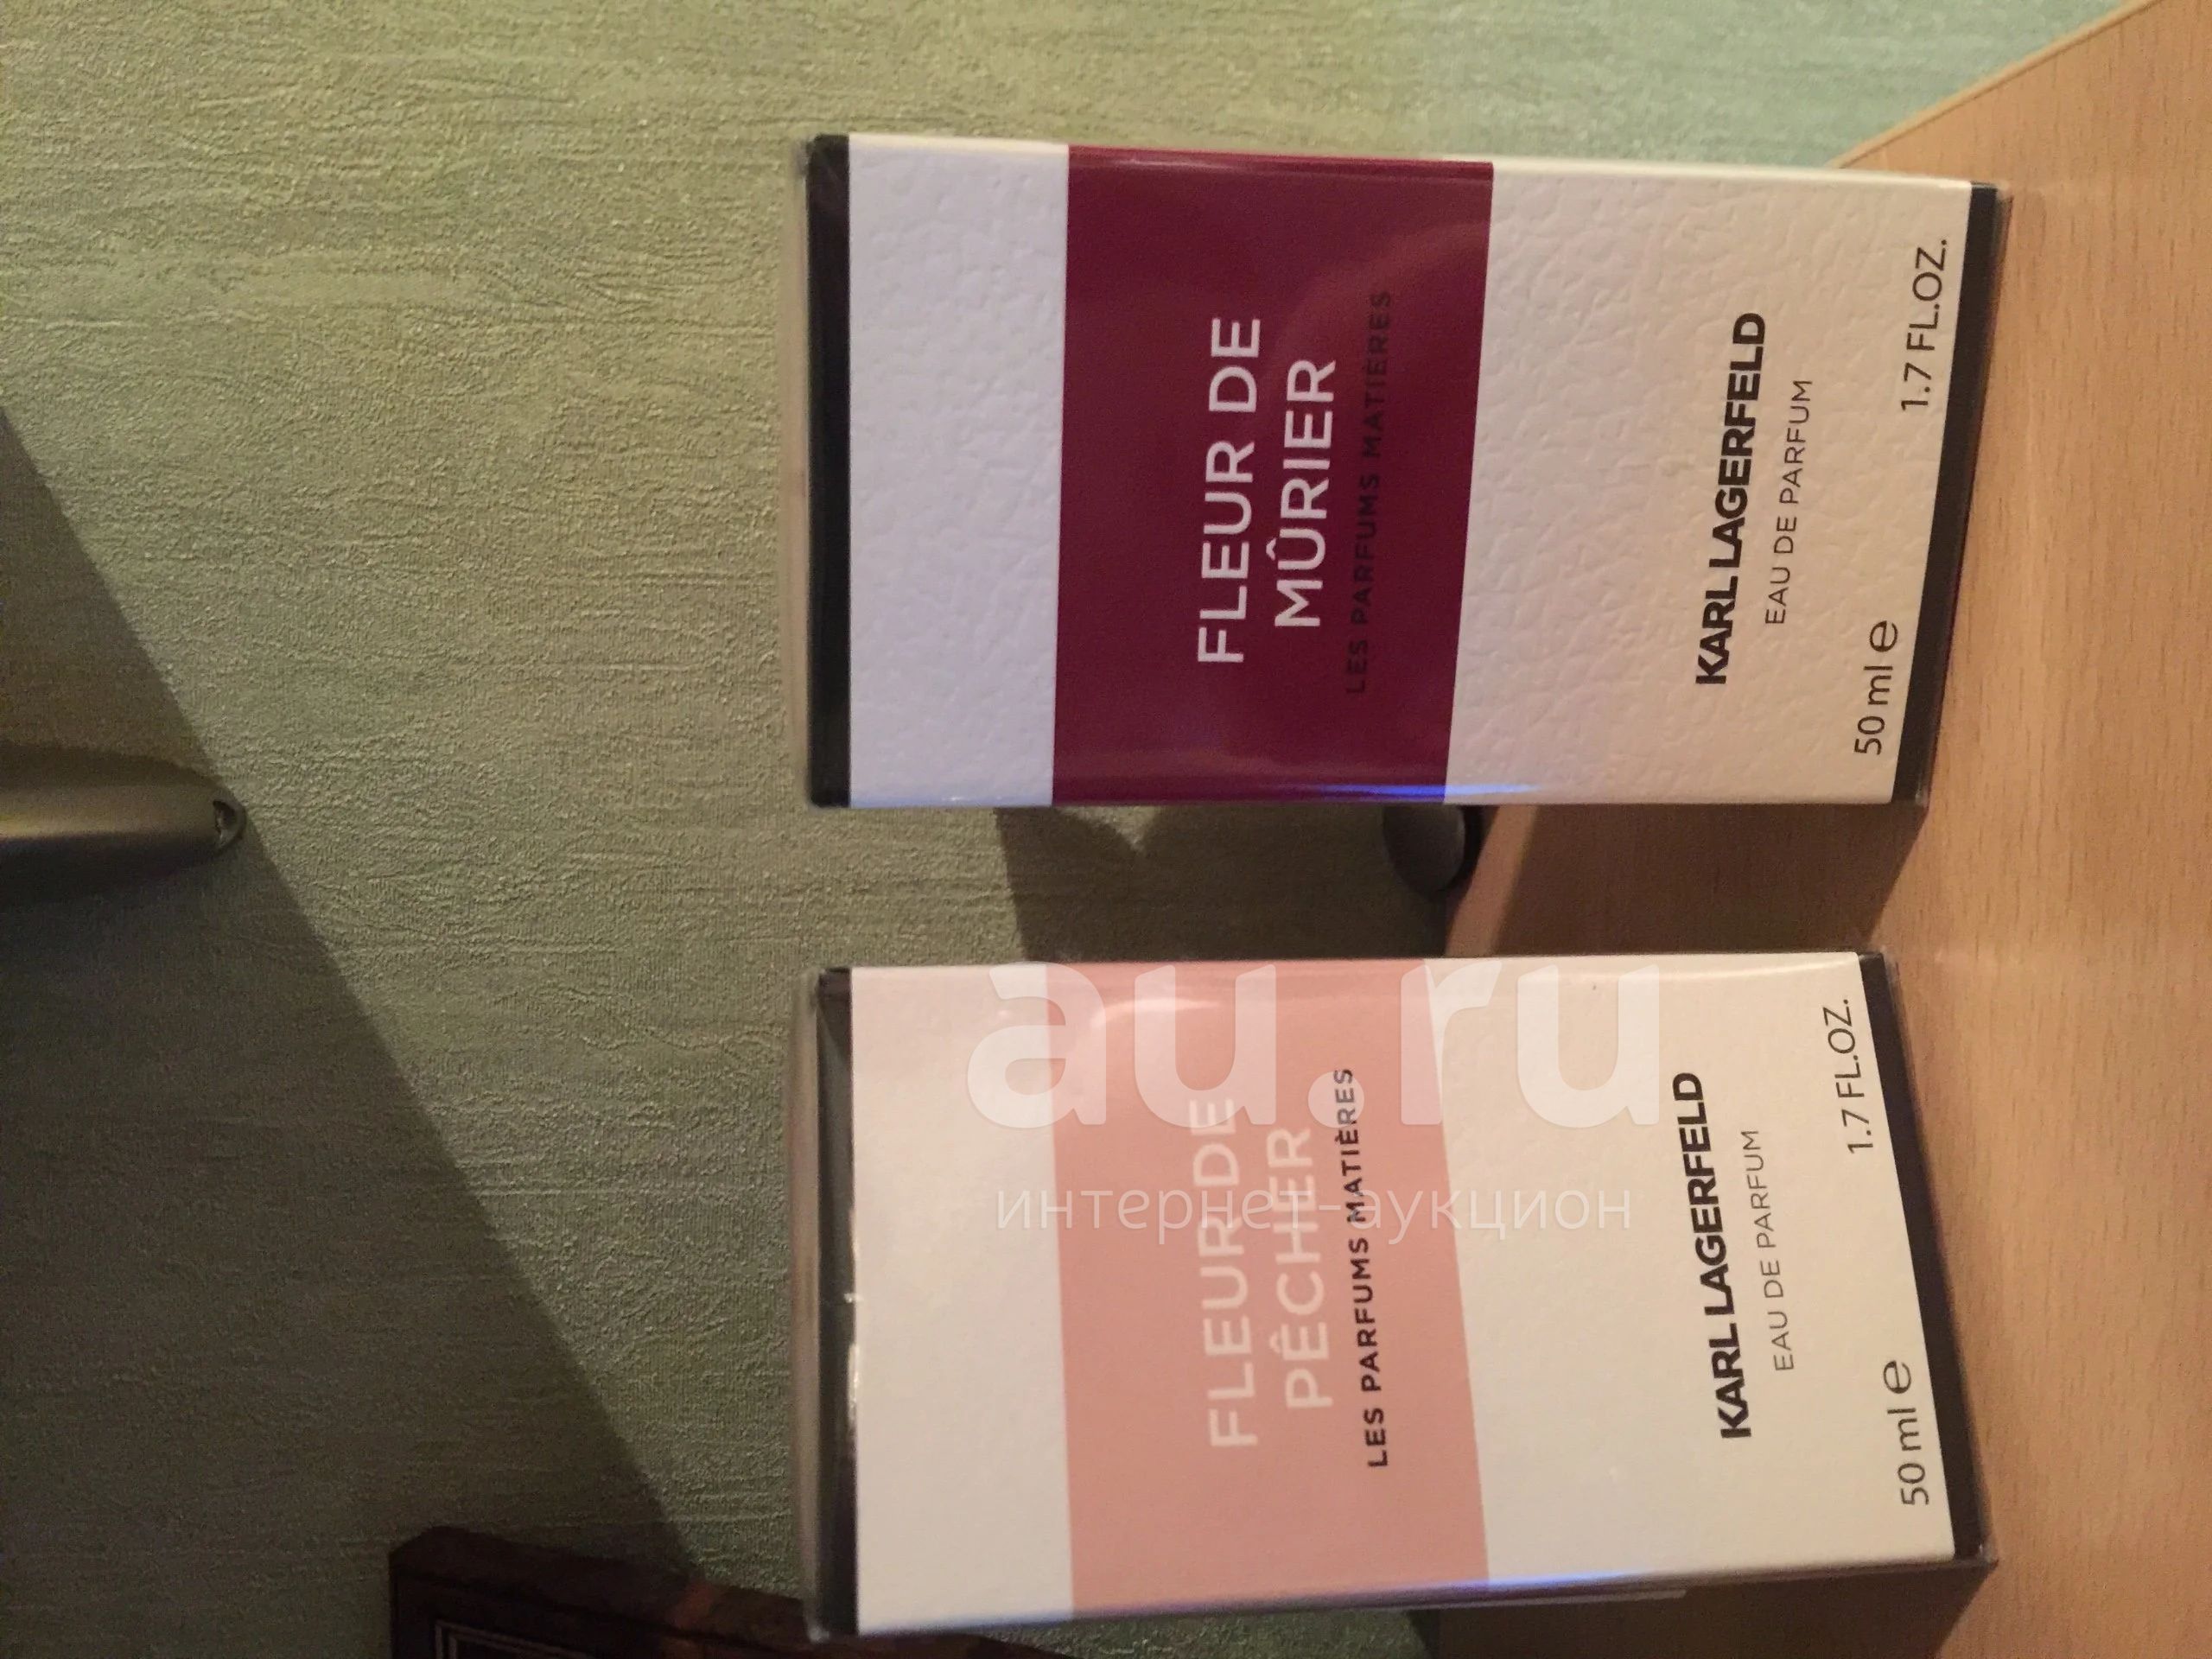 FLEUR DE
PÊCHER
LES PARFUMS MATIÈRES
KARL LAGERFELD
EAU DE PARFUM
50 ml e 1.7 FL.OZ.
FLEUR DE
MÛRIER
LES PARFUMS MATIÈRES
KARL LAGERFELD
EAU DE PARFUM
50 ml e 1.7 FL.OZ.
au.ru
интернет-аукцион